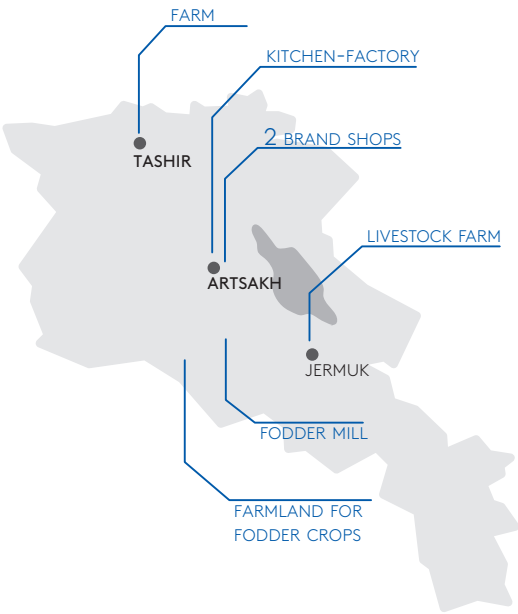 FARM
KITCHEN-FACTORY
2 BRAND SHOPS
TASHIR
LIVESTOCK FARM
ARTSAKH
JERMUK
FODDER MILL
FARMLAND FOR
FODDER CROPS